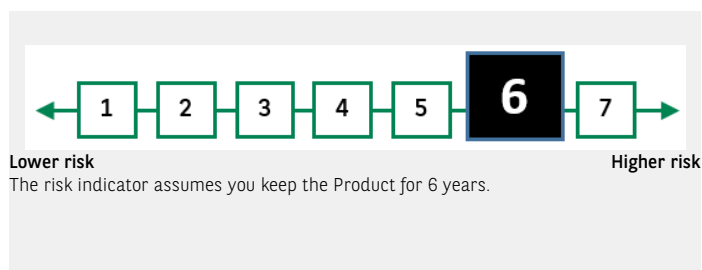 1 2 3 4 5 6 7
Lower risk Higher risk
The risk indicator assumes you keep the Product for 6 years.